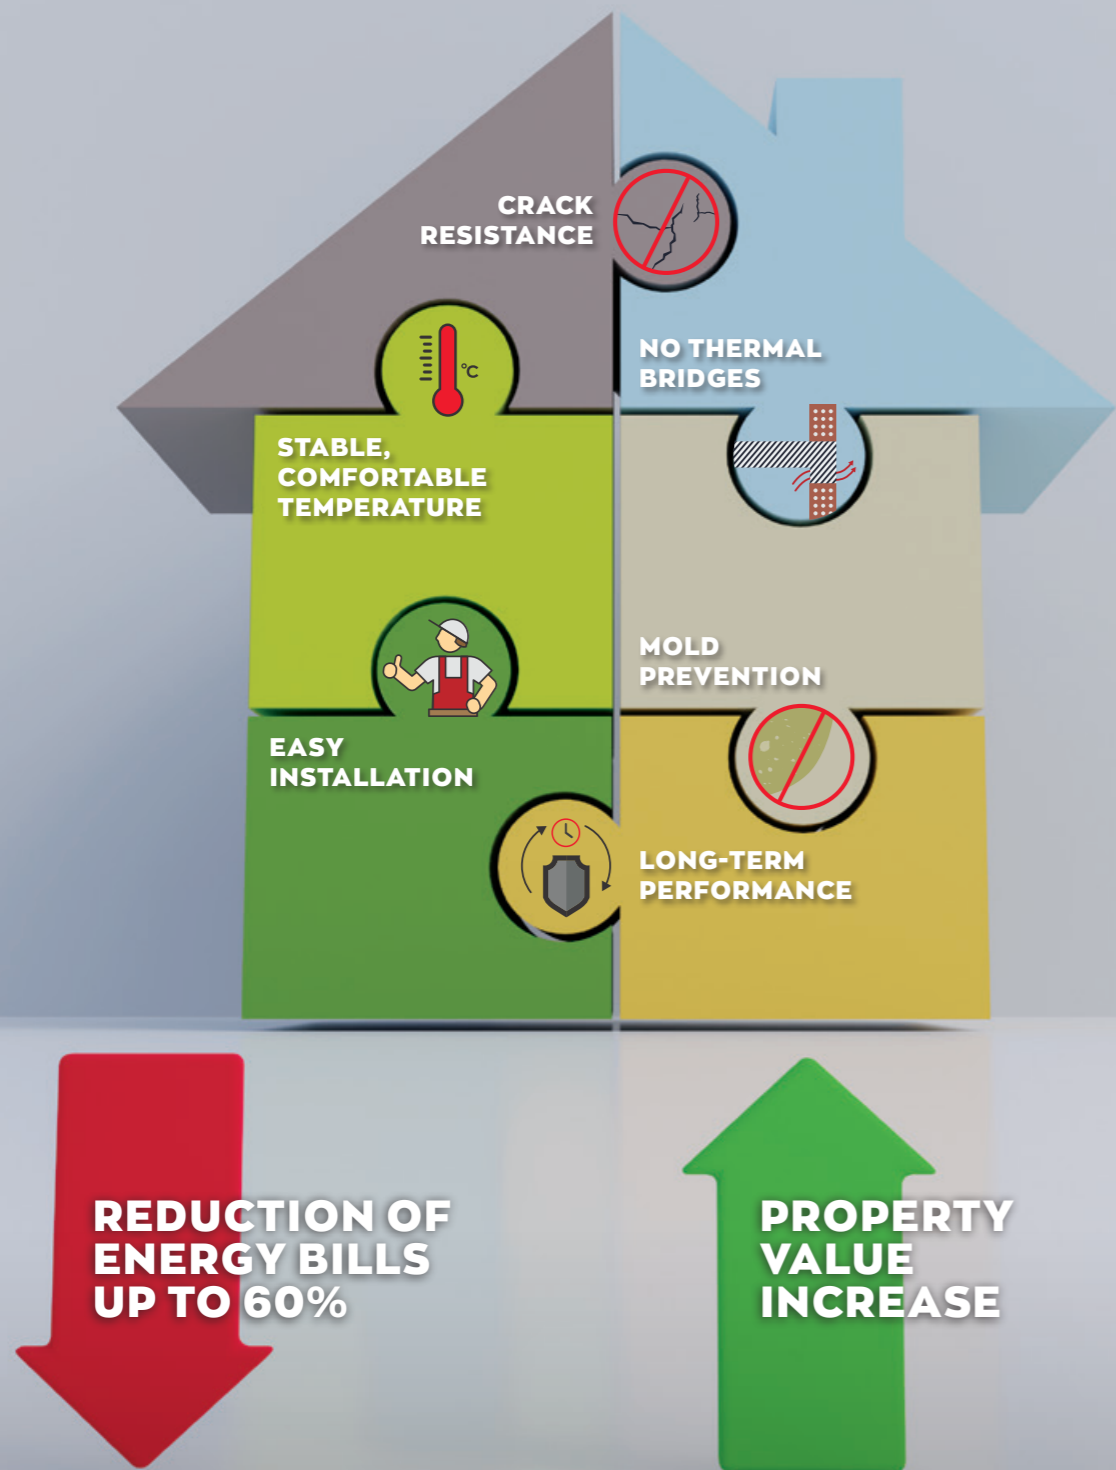 CRACK
RESISTANCE
°C
NO THERMAL
BRIDGES
STABLE,
COMFORTABLE
TEMPERATURE
MOLD
PREVENTION
EASY
INSTALLATION
LONG-TERM
PERFORMANCE
REDUCTION OF
ENERGY BILLS
UP TO 60%
PROPERTY
VALUE
INCREASE